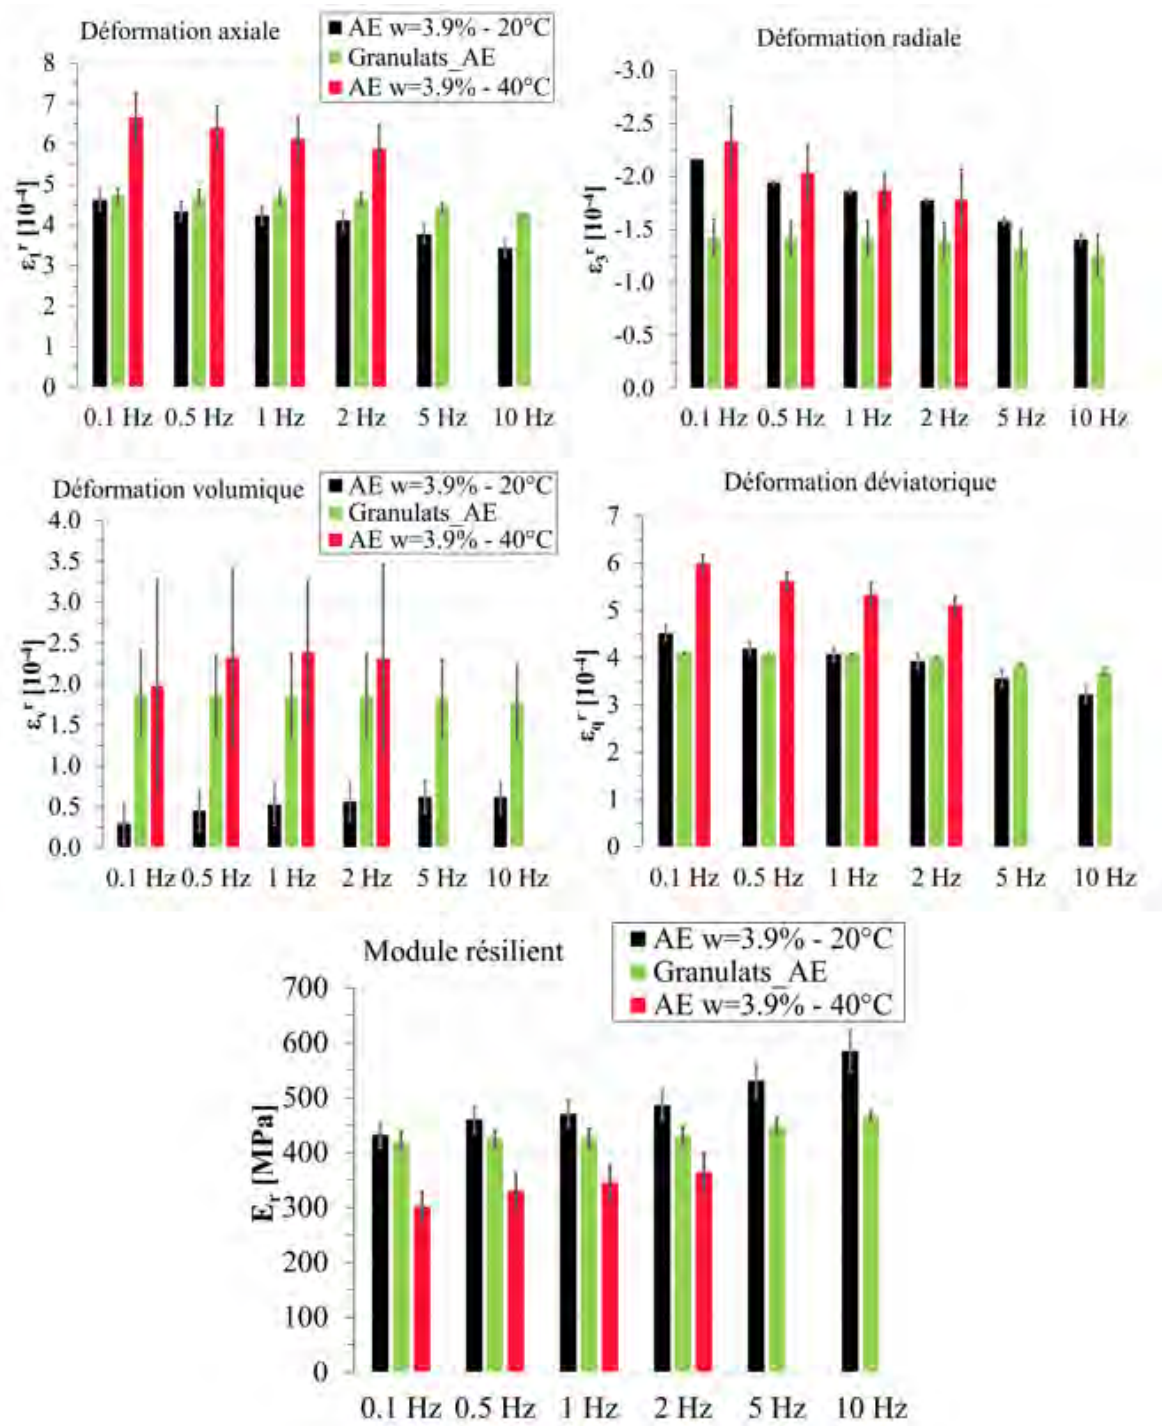 Déformation axiale
AE w=3.9% - 20°C
Granulats_AE
AE w=3.9% - 40°C
8
7
6
5
4
3
2
1
0
ε₁ʳ [10⁻⁴]
0.1 Hz 0.5 Hz 1 Hz 2 Hz 5 Hz 10 Hz
Déformation radiale
-3.0
-2.5
-2.0
-1.5
-1.0
-0.5
0.0
ε₃ʳ [10⁻⁴]
0.1 Hz 0.5 Hz 1 Hz 2 Hz 5 Hz 10 Hz
Déformation volumique
AE w=3.9% - 20°C
Granulats_AE
AE w=3.9% - 40°C
4.0
3.5
3.0
2.5
2.0
1.5
1.0
0.5
0.0
εᵥʳ [10⁻⁴]
0.1 Hz 0.5 Hz 1 Hz 2 Hz 5 Hz 10 Hz
Déformation déviatorique
7
6
5
4
3
2
1
0
ε_qʳ [10⁻⁴]
0.1 Hz 0.5 Hz 1 Hz 2 Hz 5 Hz 10 Hz
Module résilient
AE w=3.9% - 20°C
Granulats_AE
AE w=3.9% - 40°C
700
600
500
400
300
200
100
0
Eᵣ [MPa]
0.1 Hz 0.5 Hz 1 Hz 2 Hz 5 Hz 10 Hz